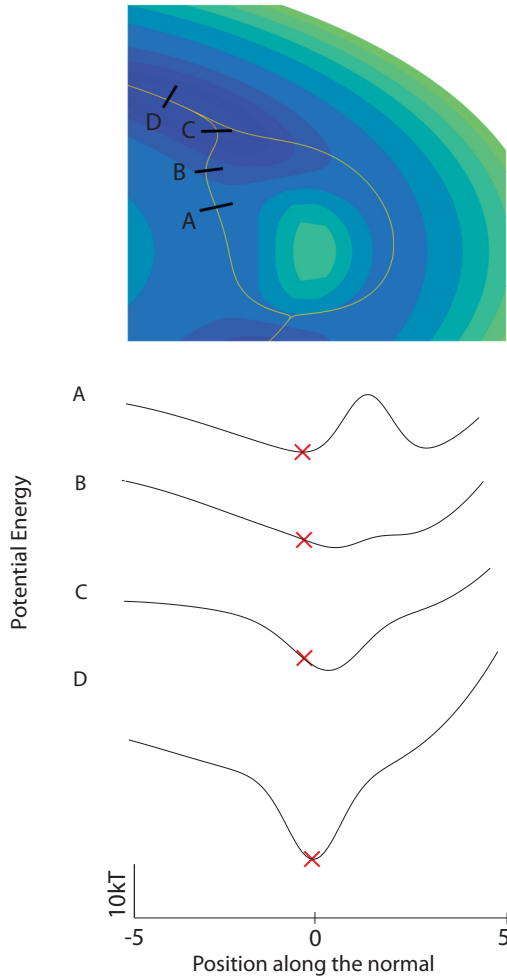 D
C
B
A
A
B
C
D
Potential Energy
10kT
-5
0
5
Position along the normal